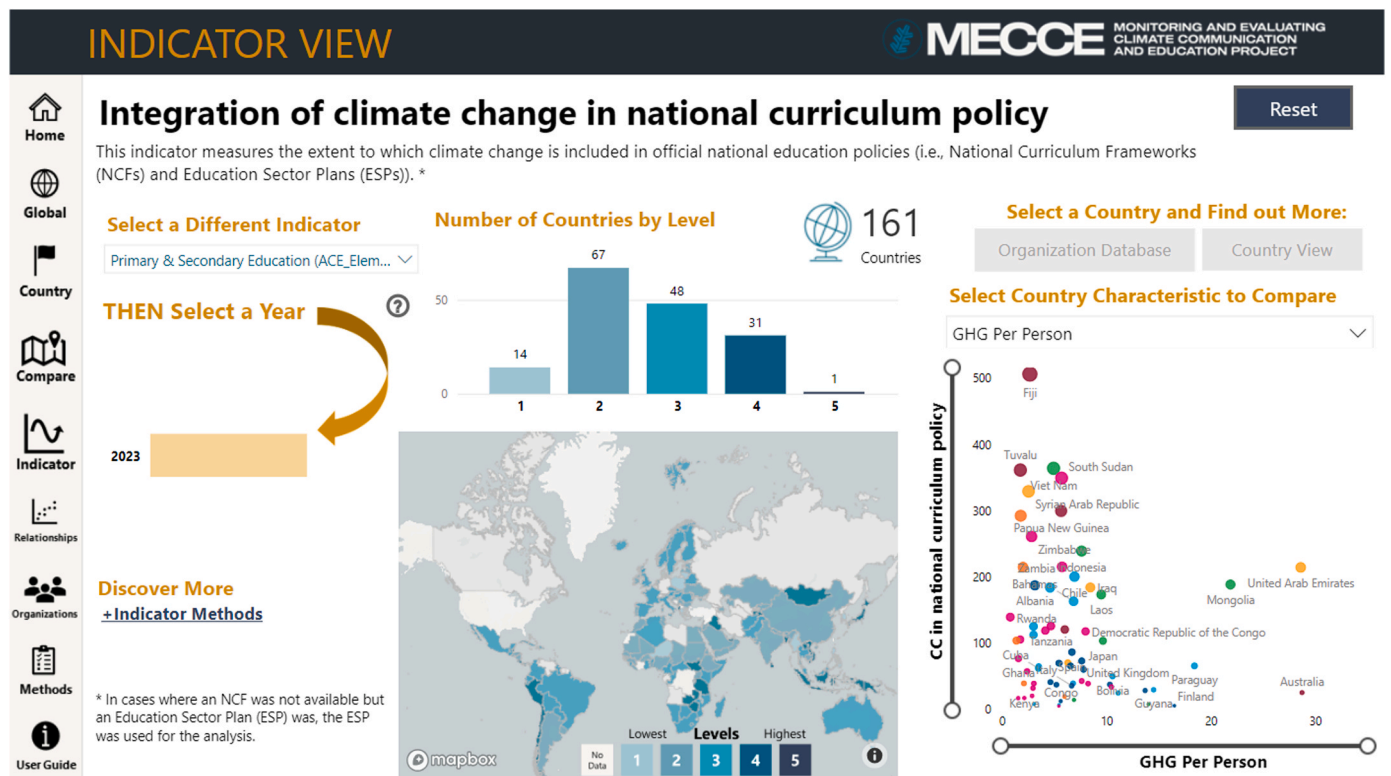 INDICATOR VIEW
MECCE
MONITORING AND EVALUATING
CLIMATE COMMUNICATION
AND EDUCATION PROJECT
Home
Global
Country
Compare
Indicator
Relationships
Organizations
Methods
User Guide
Integration of climate change in national curriculum policy
Reset
This indicator measures the extent to which climate change is included in official national education policies (i.e., National Curriculum Frameworks
(NCFs) and Education Sector Plans (ESPs)). *
Select a Different Indicator
Primary & Secondary Education (ACE_Elem...
THEN Select a Year
?
2023
Discover More
+Indicator Methods
* In cases where an NCF was not available but
an Education Sector Plan (ESP) was, the ESP
was used for the analysis.
Number of Countries by Level
161
Countries
50
0
14
67
48
31
1
1
2
3
4
5
mapbox
Lowest
Levels
Highest
No
Data
1
2
3
4
5
i
Select a Country and Find out More:
Organization Database
Country View
Select Country Characteristic to Compare
GHG Per Person
CC in national curriculum policy
500
400
300
200
100
0
Fiji
Tuvalu
South Sudan
Viet Nam
Syrian Arab Republic
Papua New Guinea
Zimbabwe
Zambia
Indonesia
Bahamas
Chile
Iraq
United Arab Emirates
Albania
Laos
Mongolia
Rwanda
Tanzania
Democratic Republic of the Congo
Cuba
Japan
Ghana
Italy
Spain
United Kingdom
Paraguay
Australia
Congo
Bolivia
Finland
Kenya
Guyana
0
10
20
30
GHG Per Person